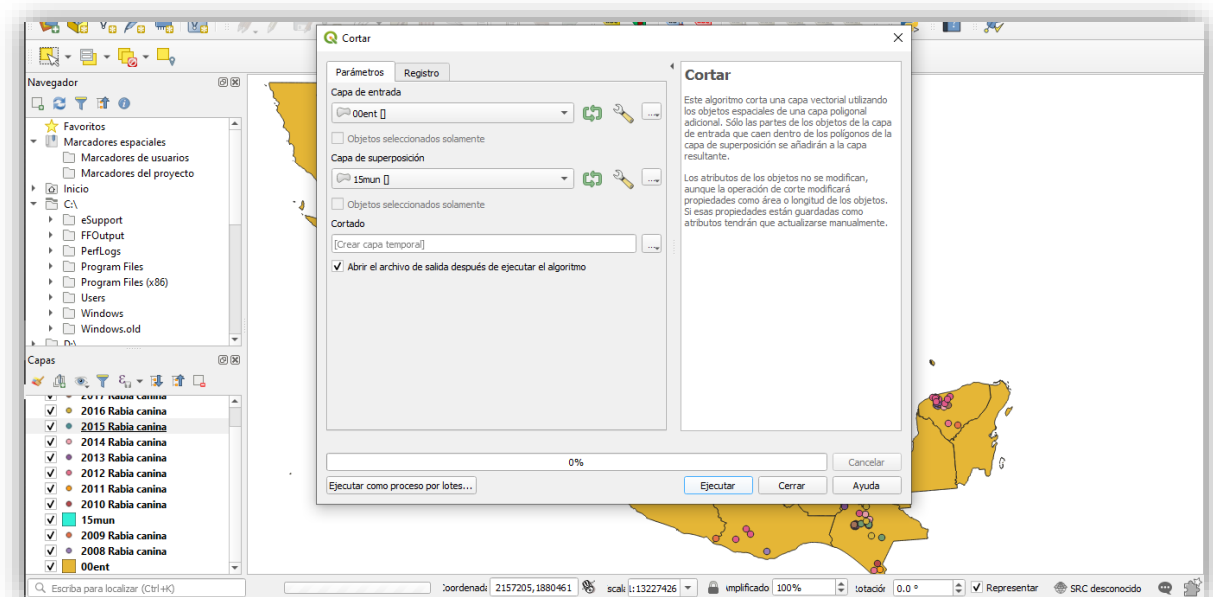 Cortar
Navegador
Favoritos
Marcadores espaciales
Marcadores de usuarios
Marcadores del proyecto
Inicio
C:\
eSupport
FFOutput
PerfLogs
Program Files
Program Files (x86)
Users
Windows
Windows.old
D:\
Capas
2017 Rabia canina
2016 Rabia canina
2015 Rabia canina
2014 Rabia canina
2013 Rabia canina
2012 Rabia canina
2011 Rabia canina
2010 Rabia canina
15mun
2009 Rabia canina
2008 Rabia canina
00ent
Parámetros Registro
Capa de entrada
00ent []
Objetos seleccionados solamente
Capa de superposición
15mun []
Objetos seleccionados solamente
Cortado
[Crear capa temporal]
Abrir el archivo de salida después de ejecutar el algoritmo
Cortar
Este algoritmo corta una capa vectorial utilizando
los objetos espaciales de una capa poligonal
adicional. Sólo las partes de los objetos de la capa
de entrada que caen dentro de los polígonos de la
capa de superposición se añadirán a la capa
resultante.
Los atributos de los objetos no se modifican,
aunque la operación de corte modificará
propiedades como área o longitud de los objetos.
Si esas propiedades están guardadas como
atributos tendrán que actualizarse manualmente.
0% Cancelar
Ejecutar como proceso por lotes... Ejecutar Cerrar Ayuda
Escriba para localizar (Ctrl+K) :oordenada 2157205,1880461 scala 1:13227426 mplificado 100% otación 0.0 ° Representar SRC desconocido